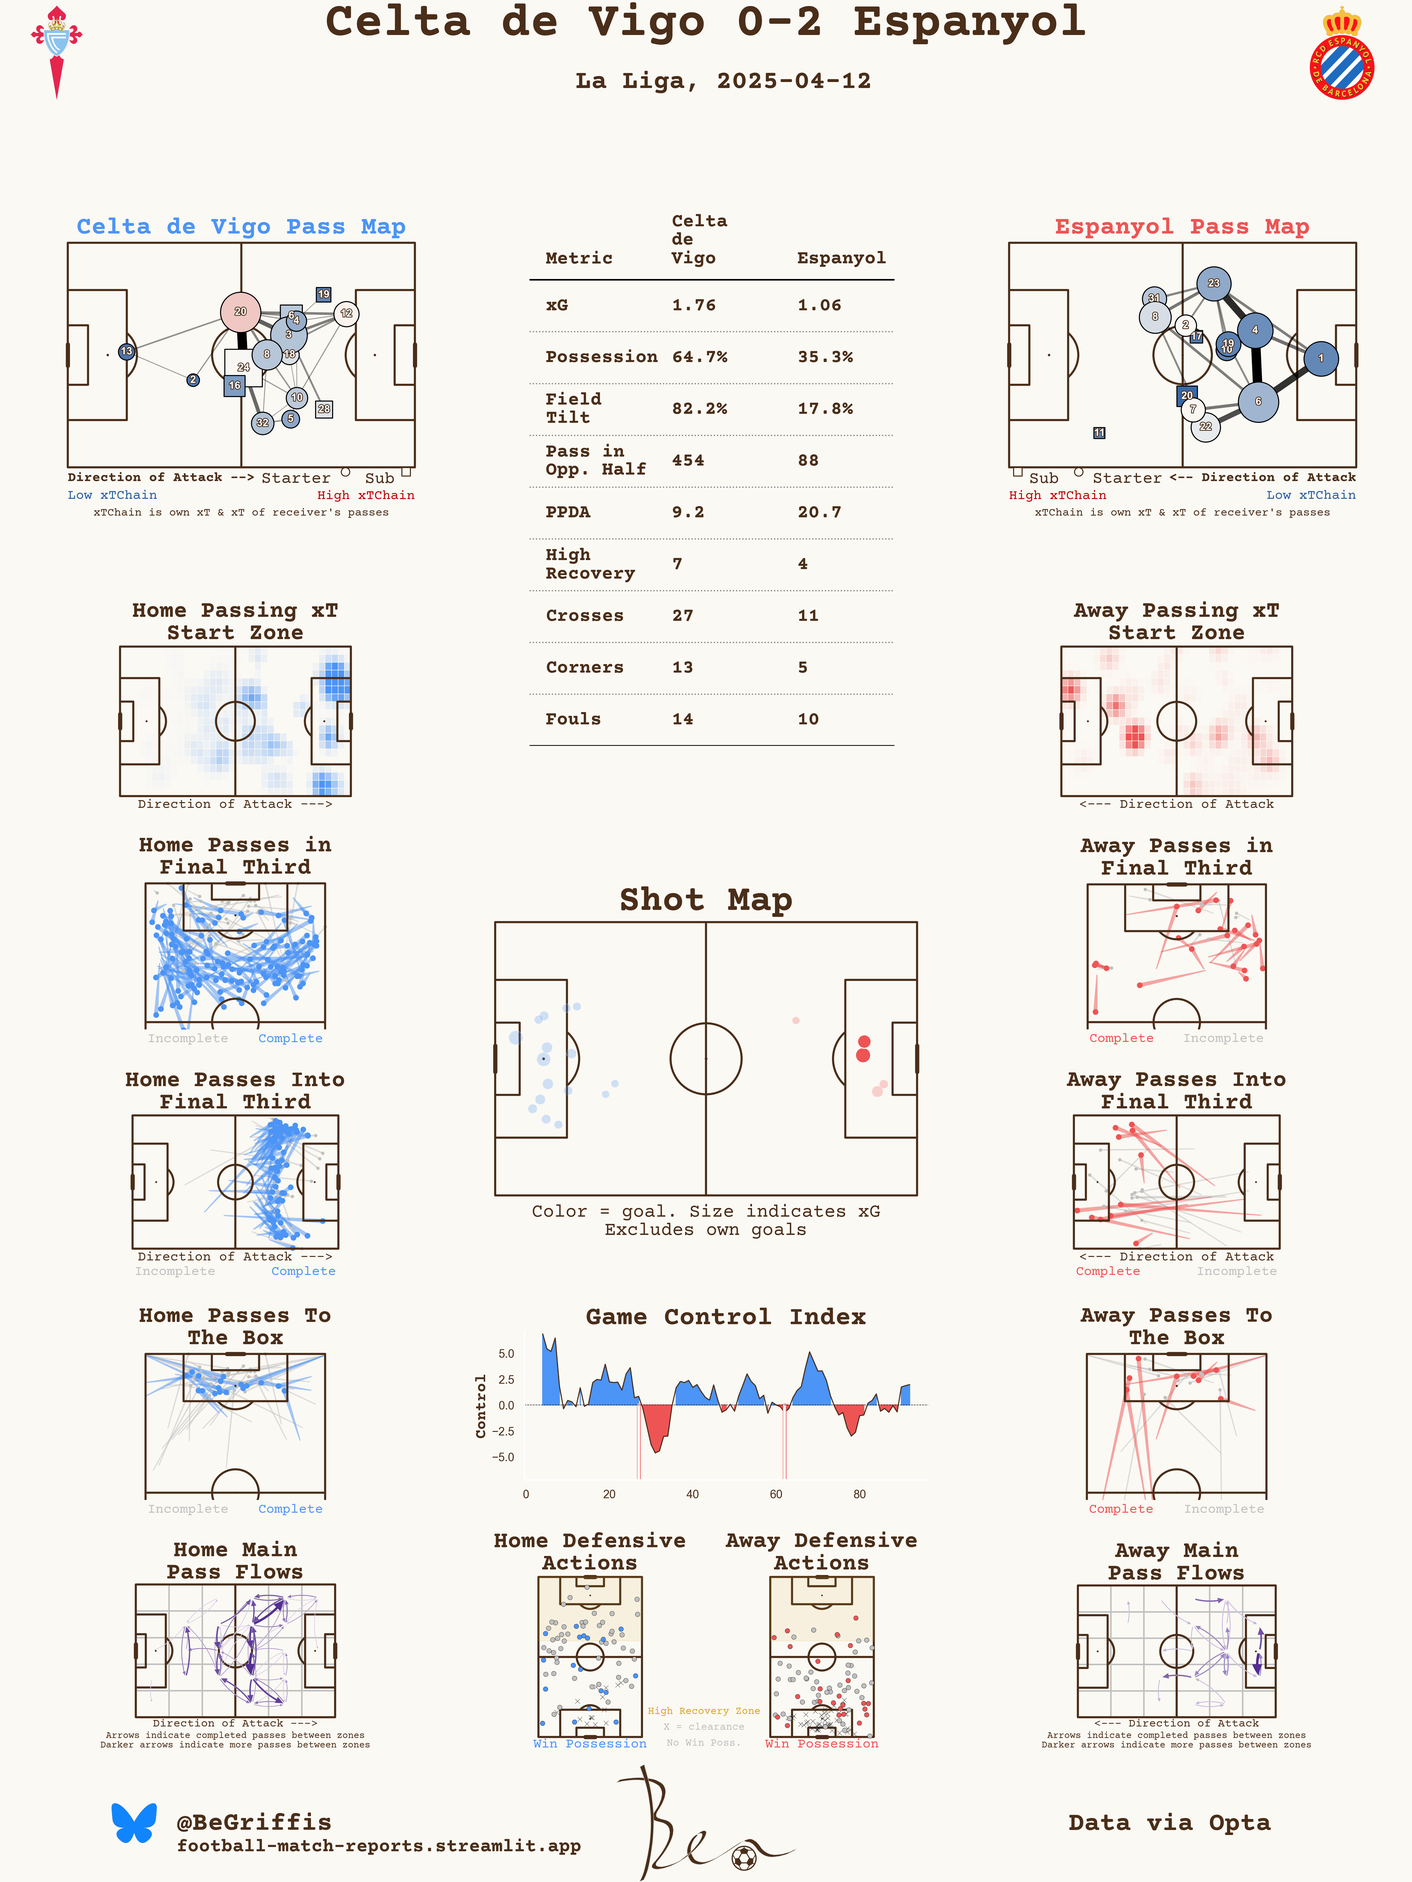 Celta de Vigo 0-2 Espanyol
La Liga, 2025-04-12
RCD ESPANYOL
DE BARCELONA
Celta de Vigo Pass Map
20
19
6
4
12
3
13
8
18
24
2
16
10
28
32
5
Direction of Attack --> Starter Sub
Low xTChain High xTChain
xTChain is own xT & xT of receiver's passes
Metric Celta de Vigo Espanyol
xG 1.76 1.06
Possession 64.7% 35.3%
Field Tilt 82.2% 17.8%
Pass in Opp. Half 454 88
PPDA 9.2 20.7
High Recovery 7 4
Crosses 27 11
Corners 13 5
Fouls 14 10
Espanyol Pass Map
23
31
8
2
4
17
19
10
1
20
7
6
22
11
Sub Starter <-- Direction of Attack
High xTChain Low xTChain
xTChain is own xT & xT of receiver's passes
Home Passing xT
Start Zone
Direction of Attack --->
Away Passing xT
Start Zone
<--- Direction of Attack
Home Passes in
Final Third
Incomplete Complete
Away Passes in
Final Third
Complete Incomplete
Shot Map
Color = goal. Size indicates xG
Excludes own goals
Home Passes Into
Final Third
Direction of Attack --->
Incomplete Complete
Away Passes Into
Final Third
<--- Direction of Attack
Complete Incomplete
Home Passes To
The Box
Incomplete Complete
Game Control Index
Control
5.0
2.5
0.0
−2.5
−5.0
0 20 40 60 80
Away Passes To
The Box
Complete Incomplete
Home Main
Pass Flows
Direction of Attack --->
Arrows indicate completed passes between zones
Darker arrows indicate more passes between zones
Home Defensive
Actions
Win Possession
High Recovery Zone
X = clearance
No Win Poss.
Away Defensive
Actions
Win Possession
Away Main
Pass Flows
<--- Direction of Attack
Arrows indicate completed passes between zones
Darker arrows indicate more passes between zones
@BeGriffis
football-match-reports.streamlit.app
Ben
Data via Opta